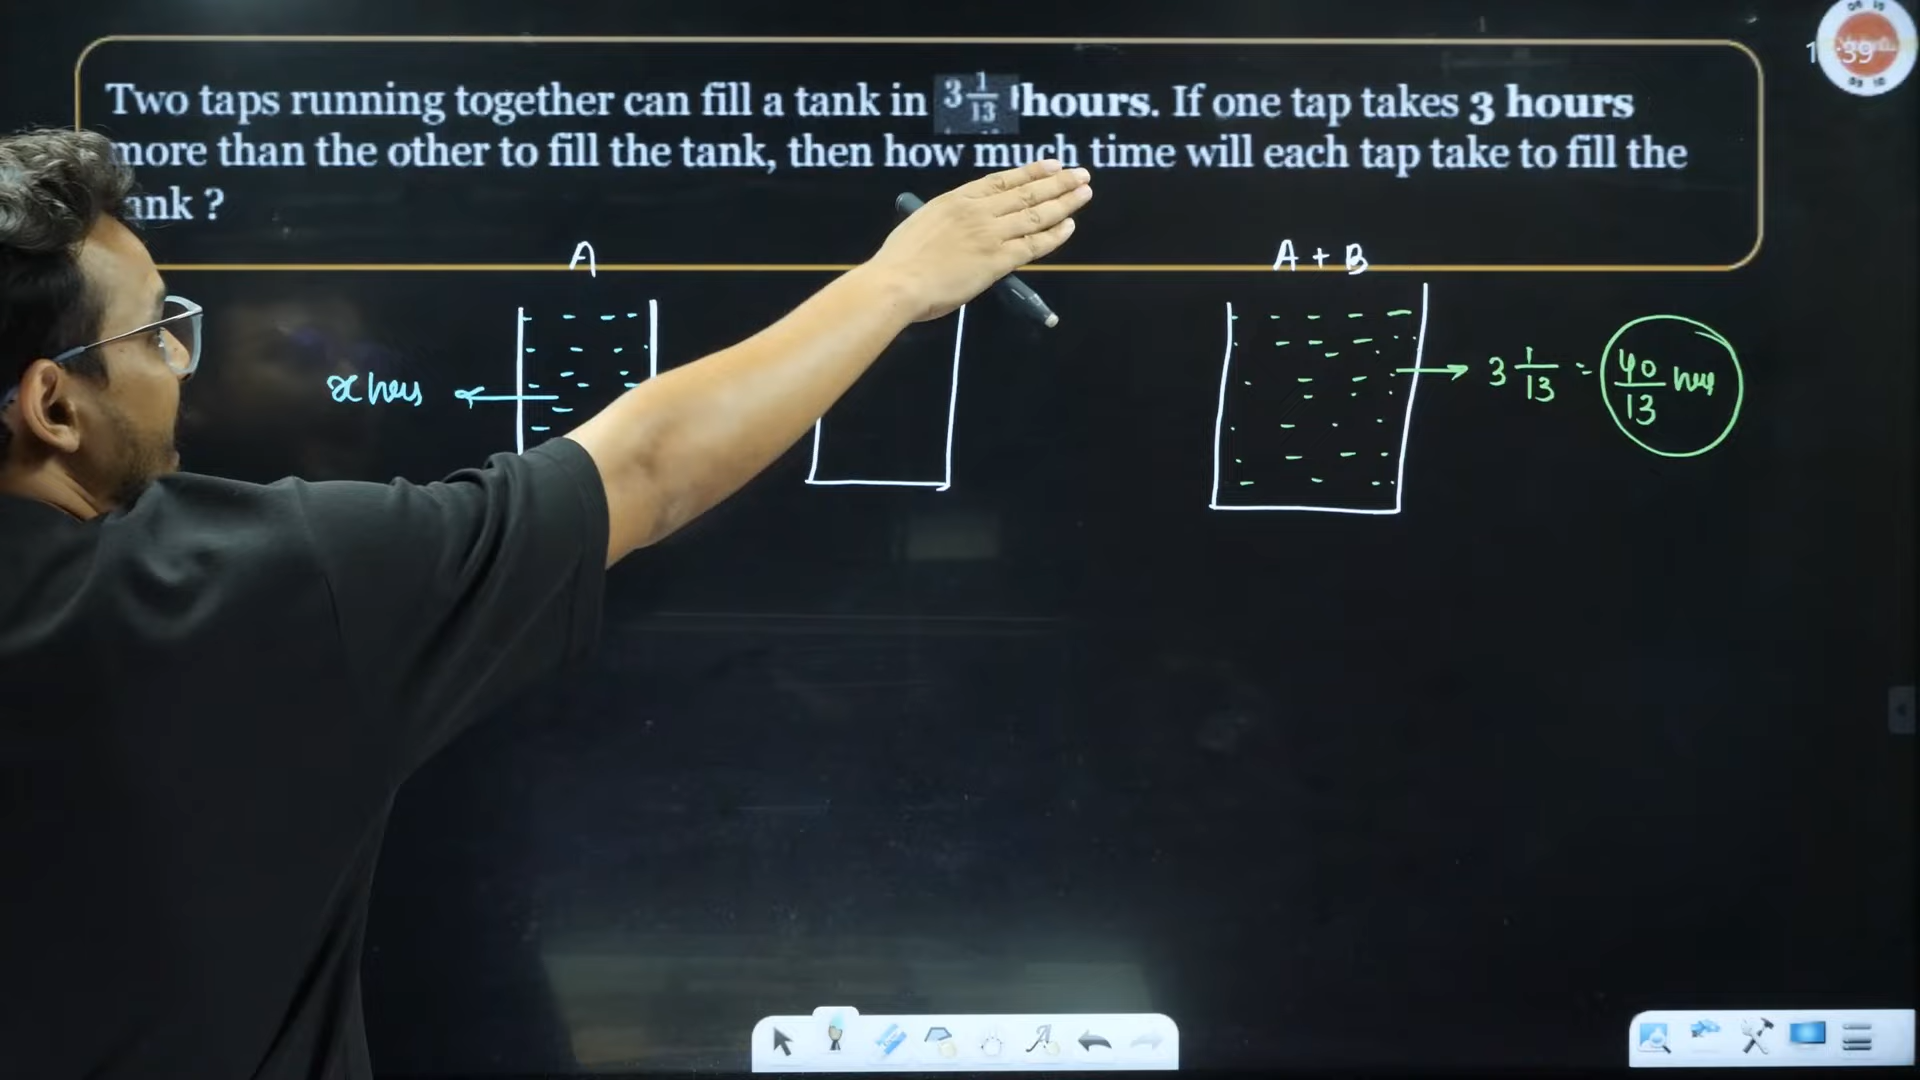 Two taps running together can fill a tank in 3 1/13 hours. If one tap takes 3 hours
more than the other to fill the tank, then how much time will each tap take to fill the
ank ?
A
A + B
x hrs
3 1/13 = 40/13 hrs